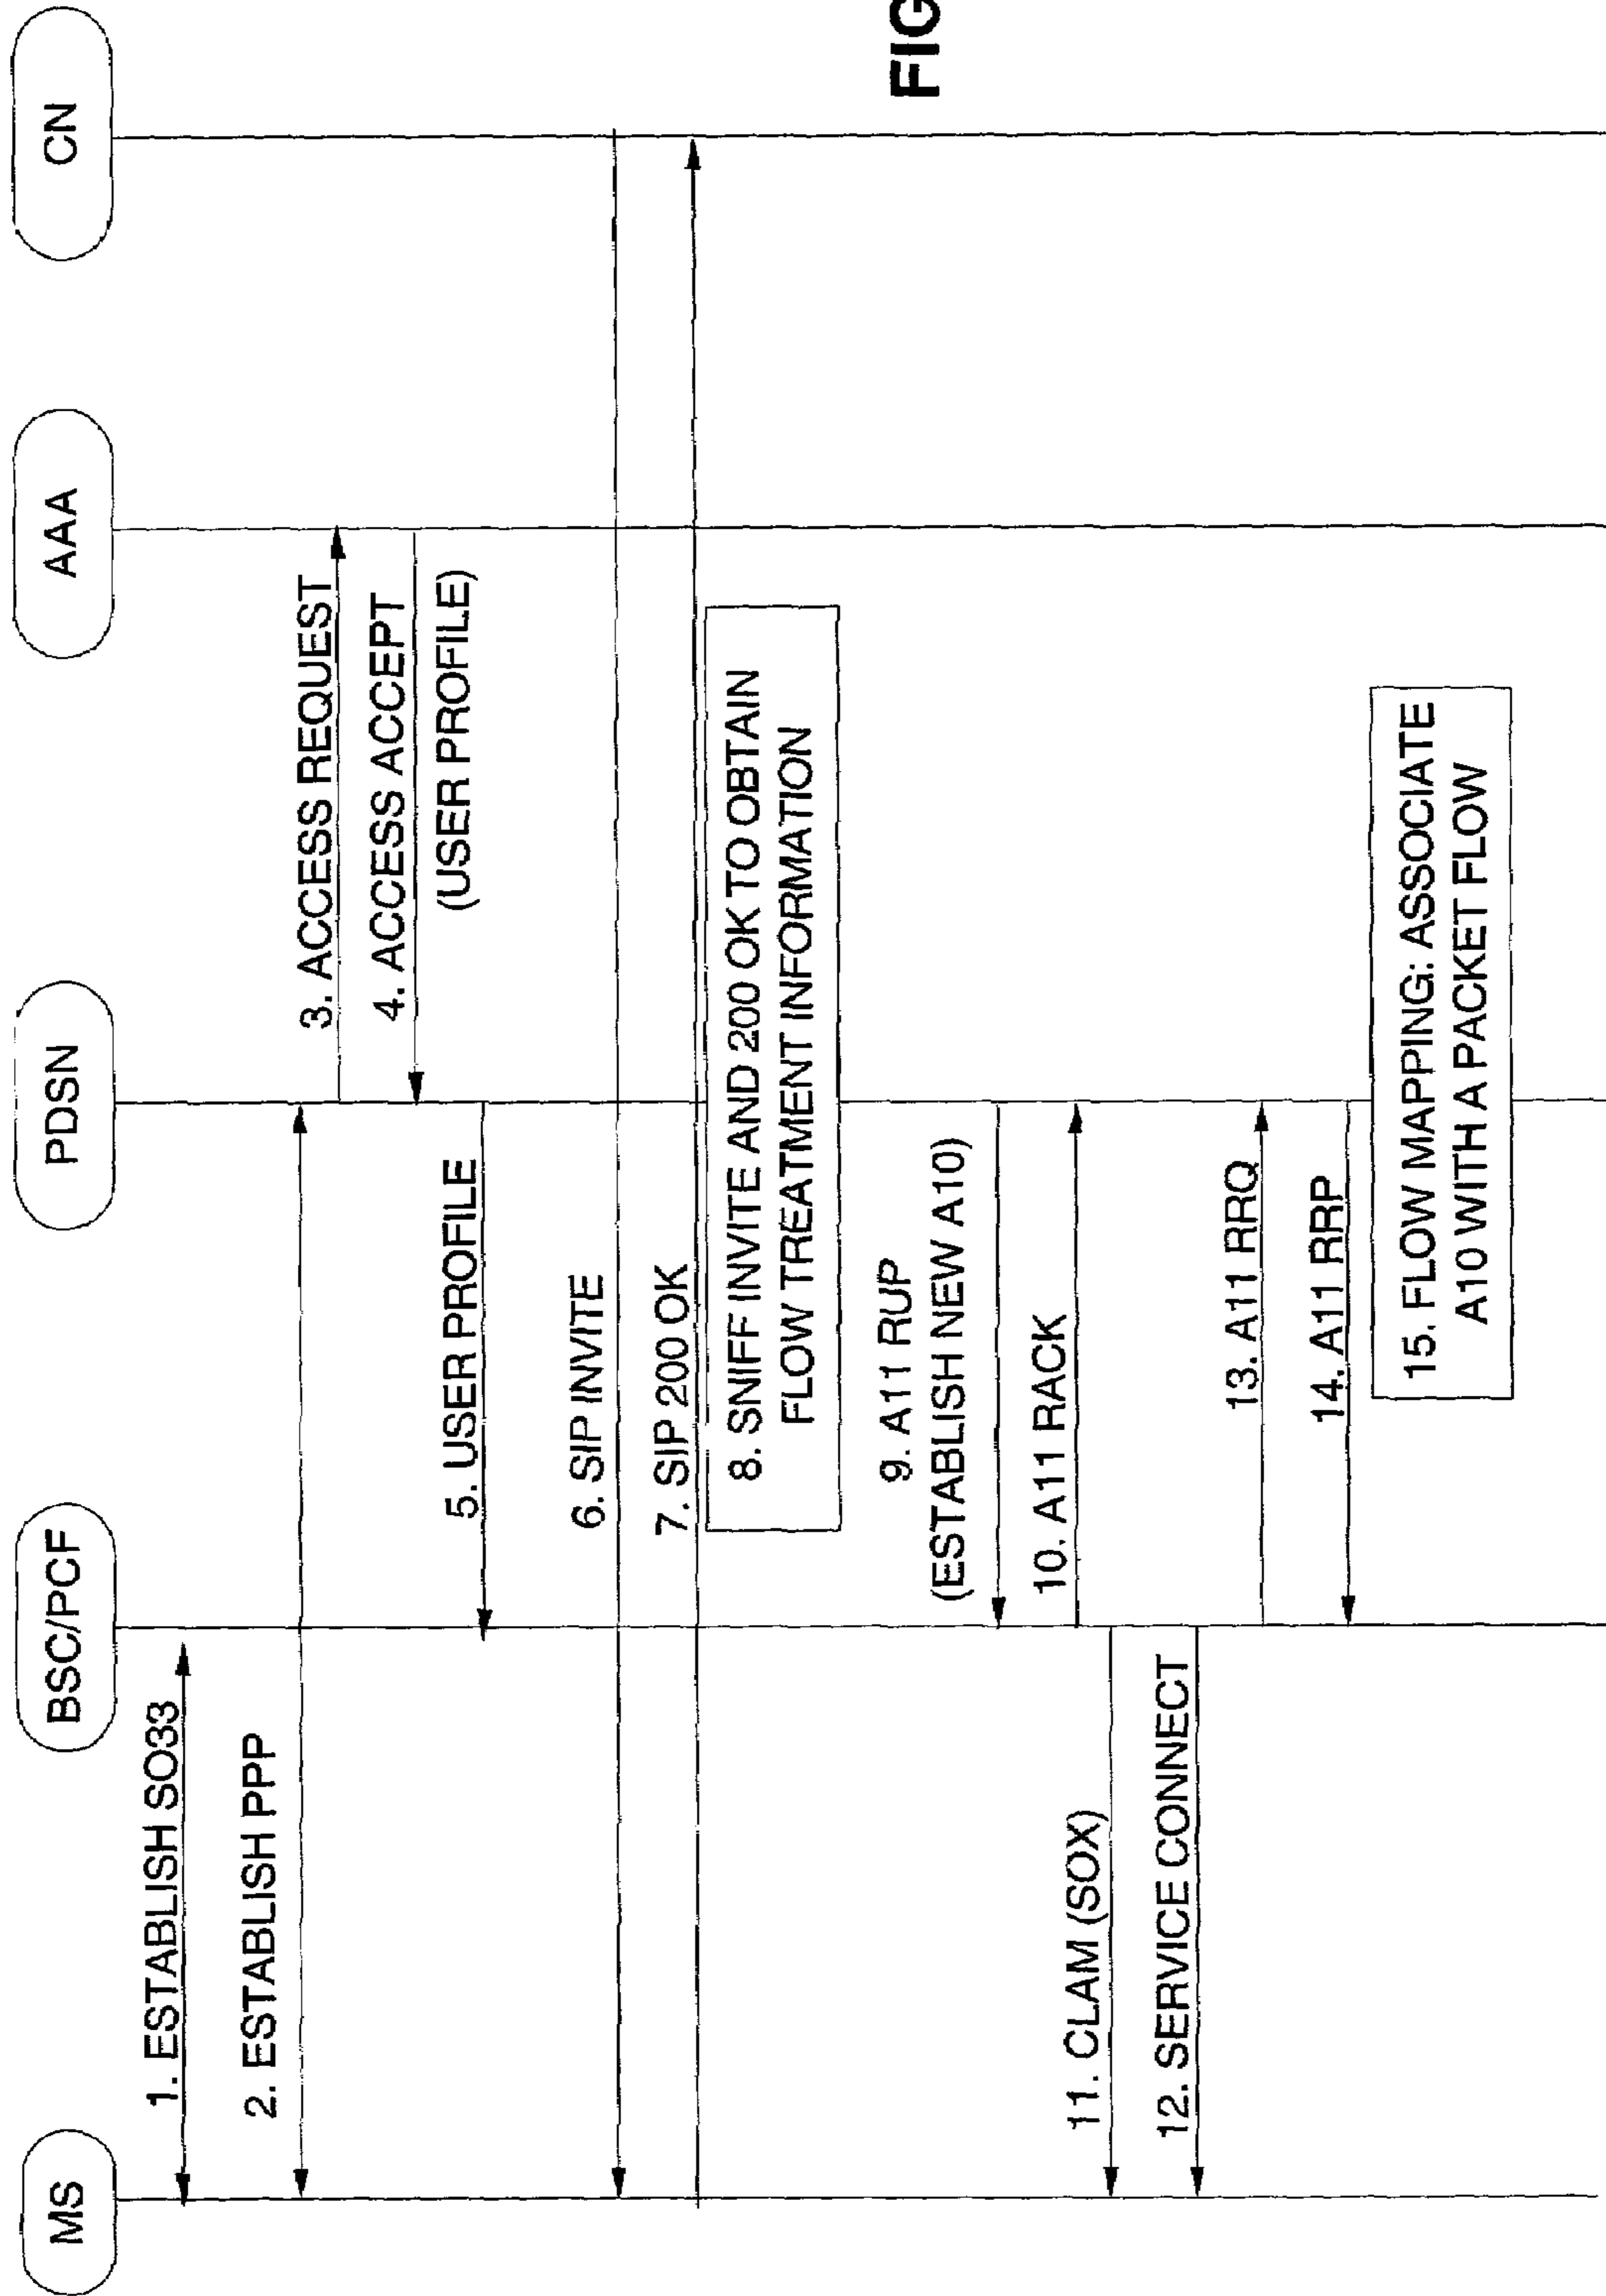 MS
BSC/PCF
PDSN
AAA
CN
1. ESTABLISH SO33
2. ESTABLISH PPP
3. ACCESS REQUEST
4. ACCESS ACCEPT
(USER PROFILE)
5. USER PROFILE
6. SIP INVITE
7. SIP 200 OK
8. SNIFF INVITE AND 200 OK TO OBTAIN
FLOW TREATMENT INFORMATION
9. A11 RUP
(ESTABLISH NEW A10)
10. A11 RACK
11. CLAM (SOX)
12. SERVICE CONNECT
13. A11 RRQ
14. A11 RRP
15. FLOW MAPPING: ASSOCIATE
A10 WITH A PACKET FLOW
FIG